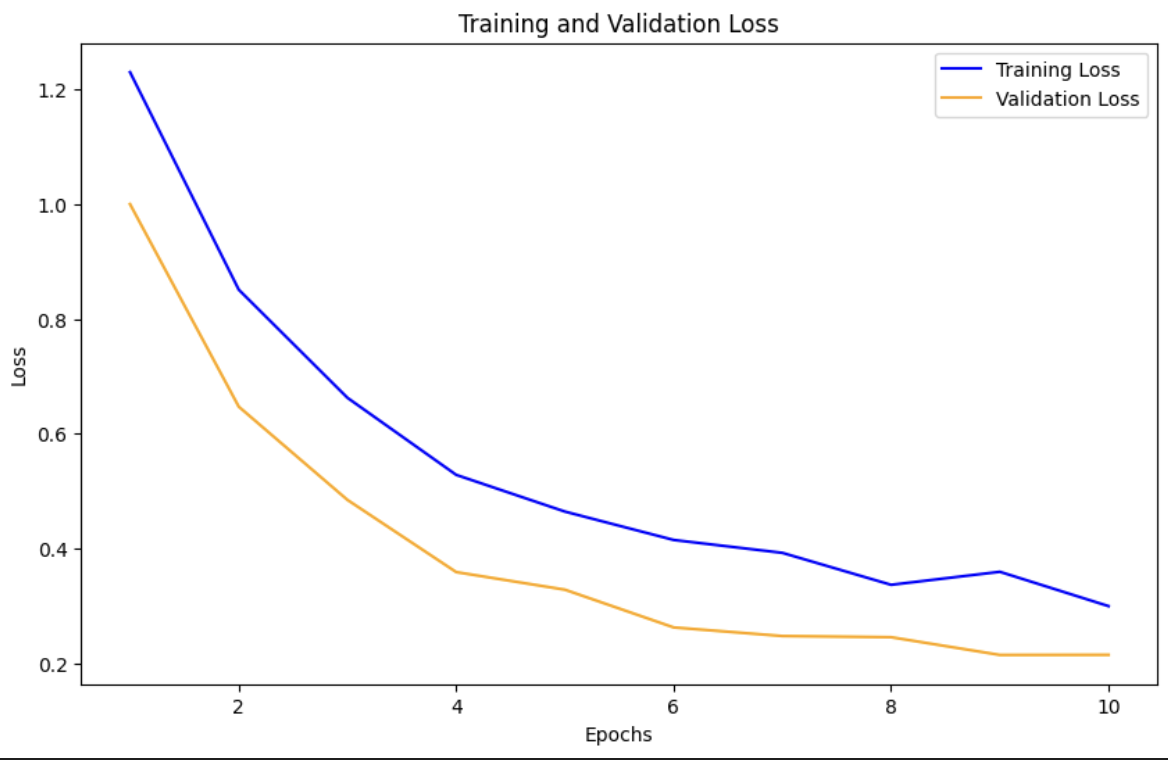 Training and Validation Loss
Training Loss
Validation Loss
1.2
1.0
0.8
0.6
0.4
0.2
Loss
2 4 6 8 10
Epochs